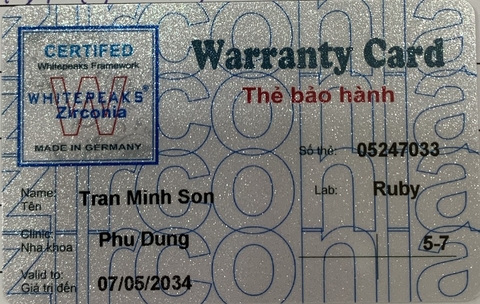 CERTIFED
Whitepeaks Framework
WHITEPEAKS®
Zirconia
MADE IN GERMANY
Warranty Card
Thẻ bảo hành
Số thẻ: 05247033
Name: Tran Minh Son
Tên
Lab: Ruby
Clinic: Phu Dung
Nha khoa
5-7
Valid to: 07/05/2034
Giá trị đến